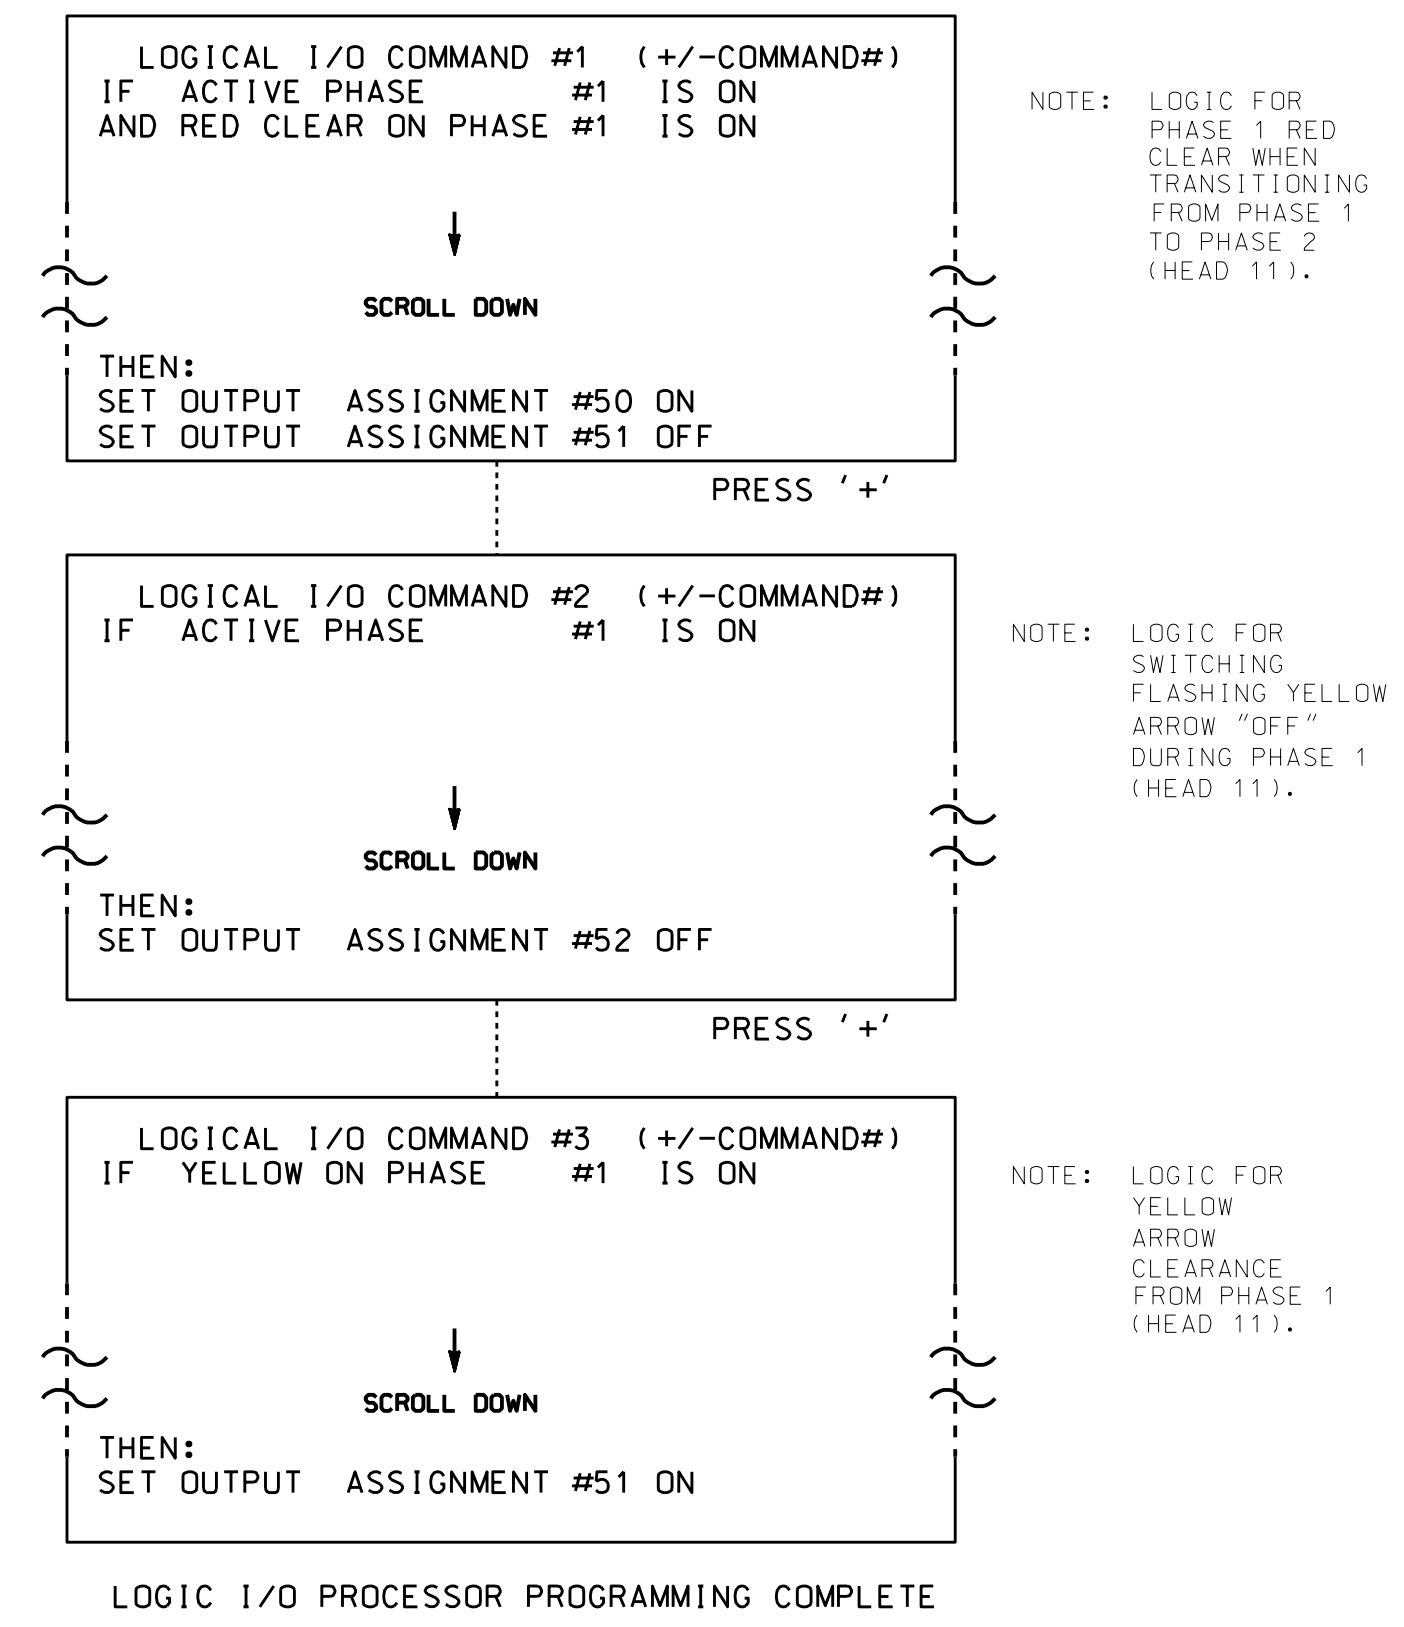 LOGICAL I/O COMMAND #1 (+/-COMMAND#)
IF ACTIVE PHASE #1 IS ON
AND RED CLEAR ON PHASE #1 IS ON
SCROLL DOWN
THEN:
SET OUTPUT ASSIGNMENT #50 ON
SET OUTPUT ASSIGNMENT #51 OFF
NOTE: LOGIC FOR
PHASE 1 RED
CLEAR WHEN
TRANSITIONING
FROM PHASE 1
TO PHASE 2
(HEAD 11).
PRESS '+'
LOGICAL I/O COMMAND #2 (+/-COMMAND#)
IF ACTIVE PHASE #1 IS ON
SCROLL DOWN
THEN:
SET OUTPUT ASSIGNMENT #52 OFF
NOTE: LOGIC FOR
SWITCHING
FLASHING YELLOW
ARROW "OFF"
DURING PHASE 1
(HEAD 11).
PRESS '+'
LOGICAL I/O COMMAND #3 (+/-COMMAND#)
IF YELLOW ON PHASE #1 IS ON
SCROLL DOWN
THEN:
SET OUTPUT ASSIGNMENT #51 ON
NOTE: LOGIC FOR
YELLOW
ARROW
CLEARANCE
FROM PHASE 1
(HEAD 11).
LOGIC I/O PROCESSOR PROGRAMMING COMPLETE